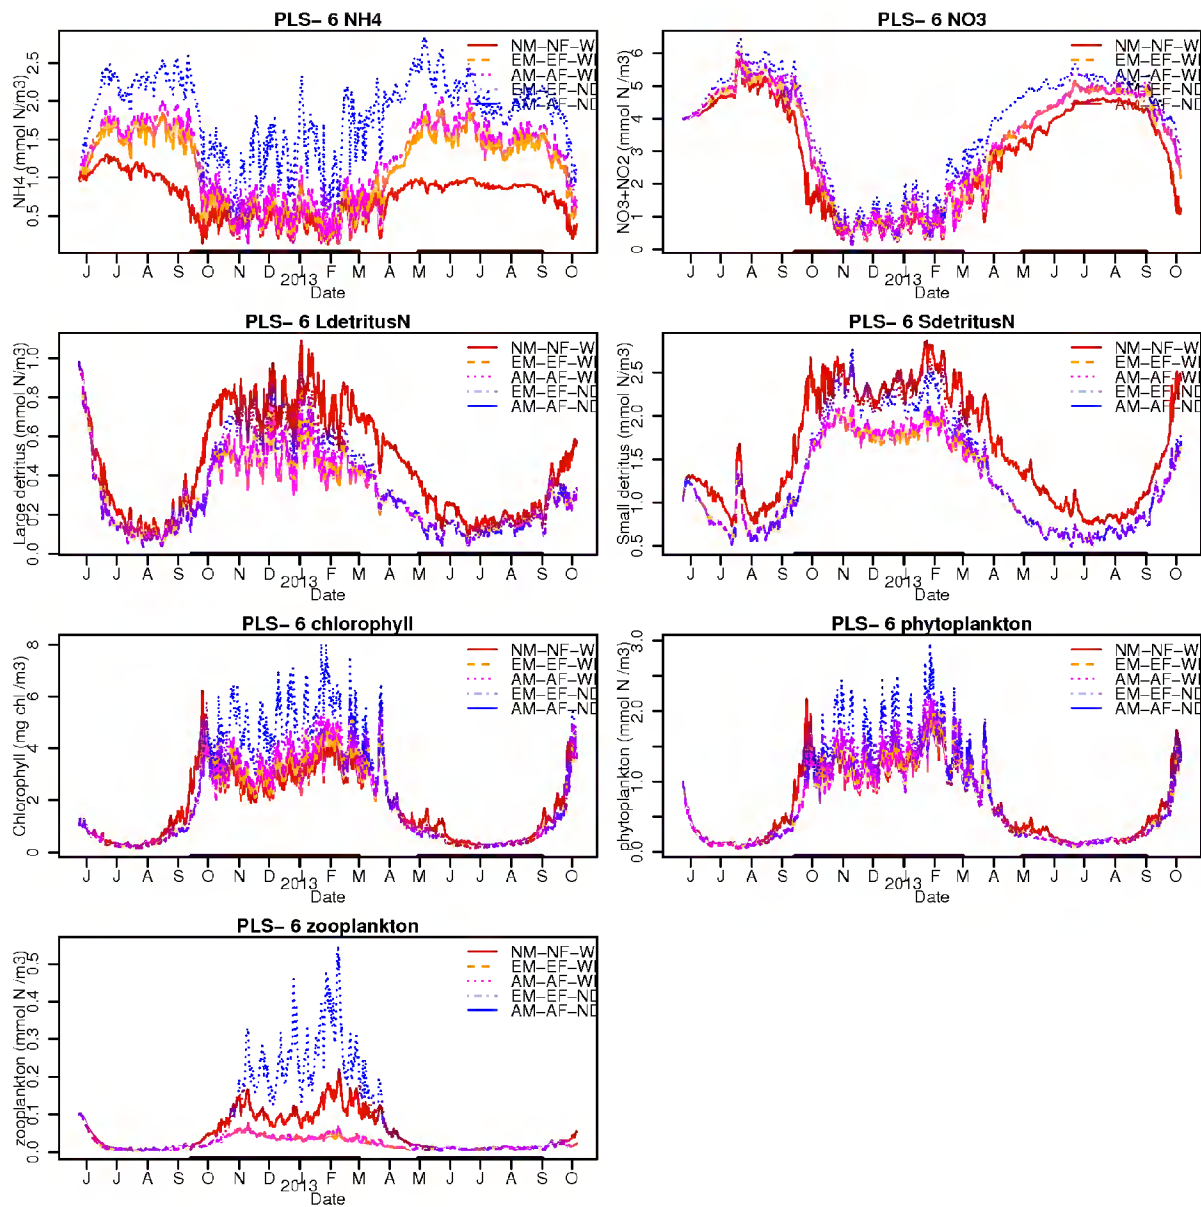 PLS- 6 NH4
NH4 (mmol N/m3)
0.5 1.0 1.5 2.0 2.5
NM-NF-WI
EM-EF-WI
AM-AF-WI
EM-EF-ND
AM-AF-ND
J J A S O N D J F M A M J J A S O
2013
Date
PLS- 6 NO3
NO3+NO2 (mmol N /m3)
0 1 2 3 4 5 6
NM-NF-W
EM-EF-WI
AM-AF-WI
EM-EF-ND
AM-AF-ND
J J A S O N D J F M A M J J A S O
2013
Date
PLS- 6 LdetritusN
Large detritus (mmol N/m3)
0.0 0.2 0.4 0.6 0.8 1.0
NM-NF-W
EM-EF-WI
AM-AF-WI
EM-EF-ND
AM-AF-ND
J J A S O N D J F M A M J J A S O
2013
Date
PLS- 6 SdetritusN
Small detritus (mmol N/m3)
0.5 1.0 1.5 2.0 2.5
NM-NF-W
EM-EF-WI
AM-AF-WI
EM-EF-ND
AM-AF-ND
J J A S O N D J F M A M J J A S O
2013
Date
PLS- 6 chlorophyll
Chlorophyll (mg chl /m3)
0 2 4 6 8
NM-NF-W
EM-EF-WI
AM-AF-WI
EM-EF-ND
AM-AF-ND
J J A S O N D J F M A M J J A S O
2013
Date
PLS- 6 phytoplankton
phytoplankton (mmol N /m3)
0.0 1.0 2.0 3.0
NM-NF-W
EM-EF-WI
AM-AF-WI
EM-EF-ND
AM-AF-ND
J J A S O N D J F M A M J J A S O
2013
Date
PLS- 6 zooplankton
zooplankton (mmol N /m3)
0.0 0.1 0.2 0.3 0.4 0.5
NM-NF-W
EM-EF-WI
AM-AF-WI
EM-EF-ND
AM-AF-ND
J J A S O N D J F M A M J J A S O
2013
Date